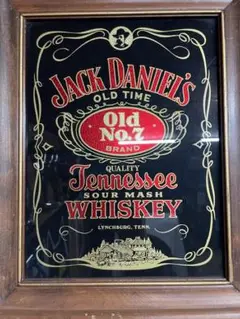 JACK DANIEL'S
OLD TIME
Old
No.7
BRAND
QUALITY
Tennessee
SOUR MASH
WHISKEY
LYNCHBURG, TENN.